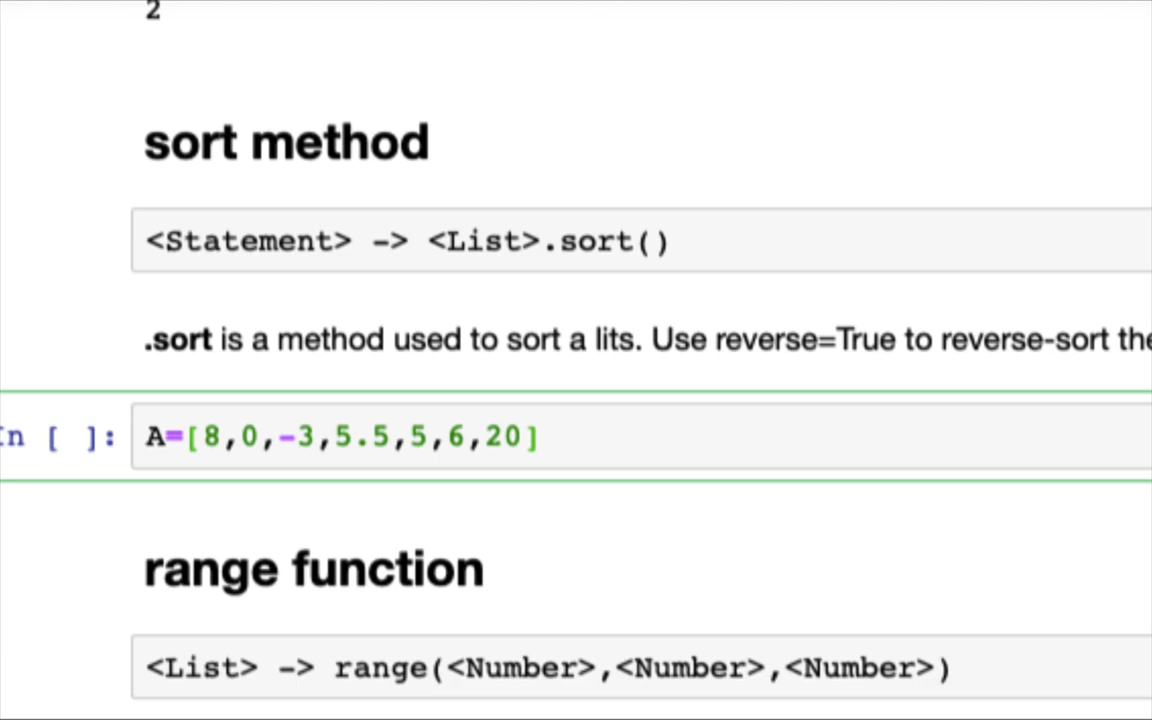 2
sort method
<Statement> -> <List>.sort()
.sort is a method used to sort a lits. Use reverse=True to reverse-sort the
In [ ]: A=[8,0,-3,5.5,5,6,20]
range function
<List> -> range(<Number>,<Number>,<Number>)